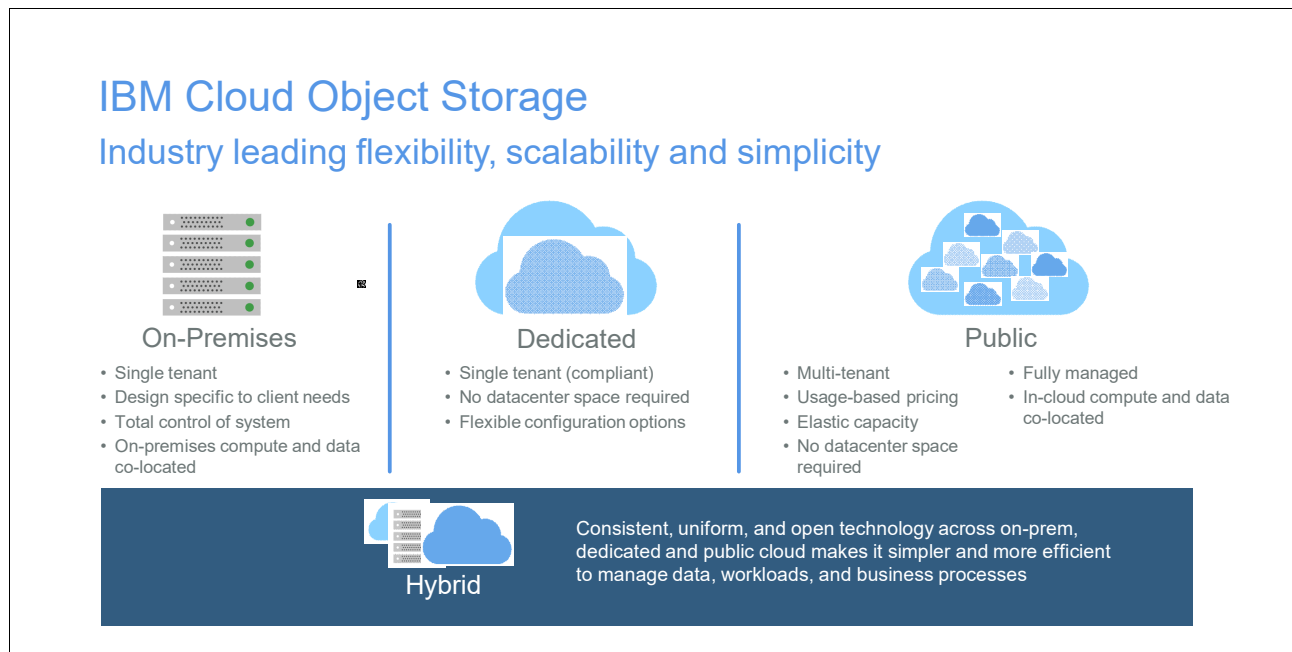 IBM Cloud Object Storage
Industry leading flexibility, scalability and simplicity
On-Premises
• Single tenant
• Design specific to client needs
• Total control of system
• On-premises compute and data
co-located
Dedicated
• Single tenant (compliant)
• No datacenter space required
• Flexible configuration options
Public
• Multi-tenant
• Usage-based pricing
• Elastic capacity
• No datacenter space
required
• Fully managed
• In-cloud compute and data
co-located
Hybrid
Consistent, uniform, and open technology across on-prem,
dedicated and public cloud makes it simpler and more efficient
to manage data, workloads, and business processes